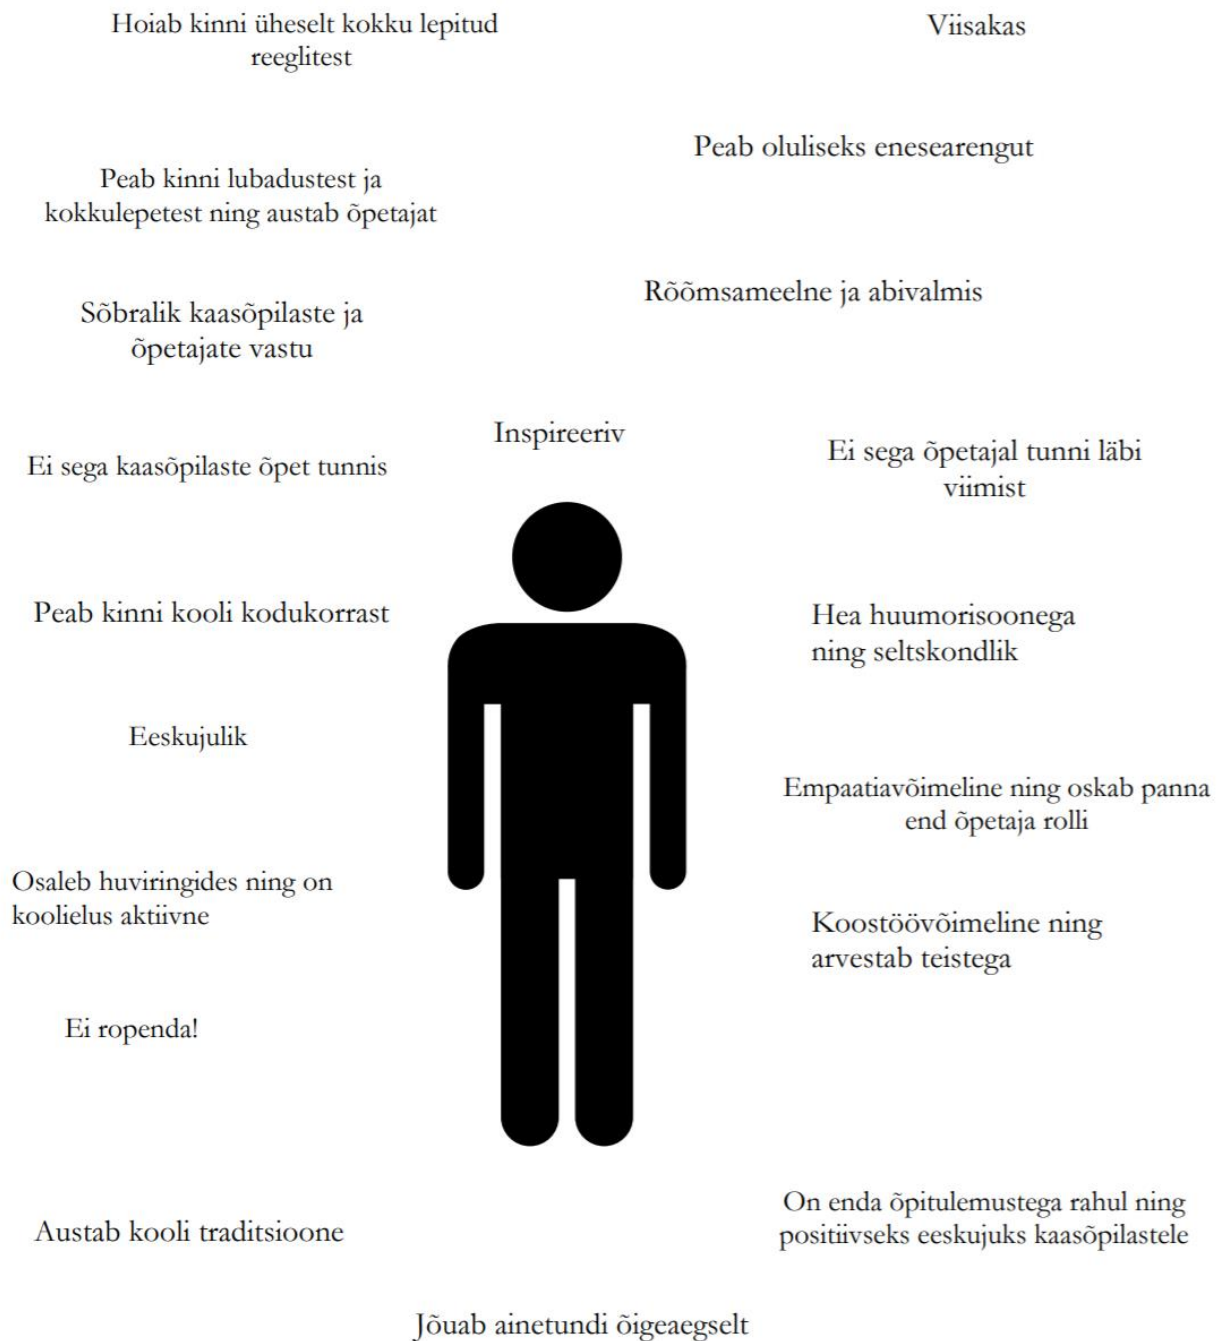 Hoiab kinni üheselt kokku lepitud
reeglitest
Viisakas
Peab oluliseks enesearengut
Peab kinni lubadustest ja
kokkulepetest ning austab õpetajat
Rõõmsameelne ja abivalmis
Sõbralik kaasõpilaste ja
õpetajate vastu
Inspireeriv
Ei sega kaasõpilaste õpet tunnis
Ei sega õpetajal tunni läbi
viimist
Peab kinni kooli kodukorrast
Hea huumorisoonega
ning seltskondlik
Eeskujulik
Empaatiavõimeline ning oskab panna
end õpetaja rolli
Osaleb huviringides ning on
koolielus aktiivne
Koostöövõimeline ning
arvestab teistega
Ei ropenda!
On enda õpitulemustega rahul ning
positiivseks eeskujuks kaasõpilastele
Austab kooli traditsioone
Jõuab ainetundi õigeaegselt